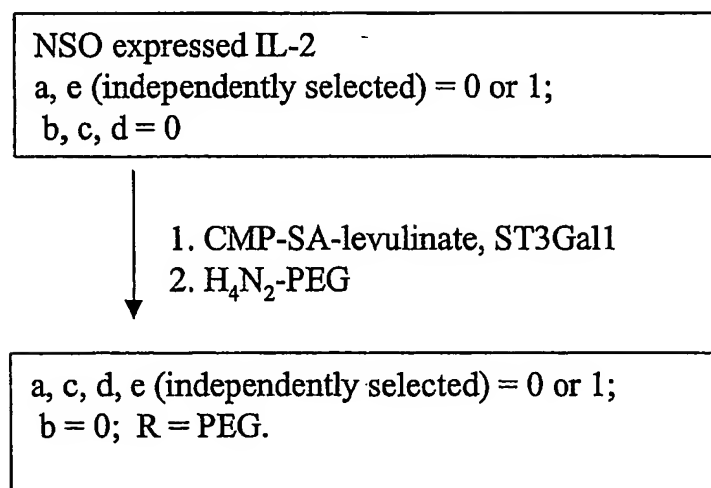 NSO expressed IL-2
a, e (independently selected) = 0 or 1;
b, c, d = 0
1. CMP-SA-levulinate, ST3Gal1
2. H₄N₂-PEG
a, c, d, e (independently selected) = 0 or 1;
b = 0; R = PEG.